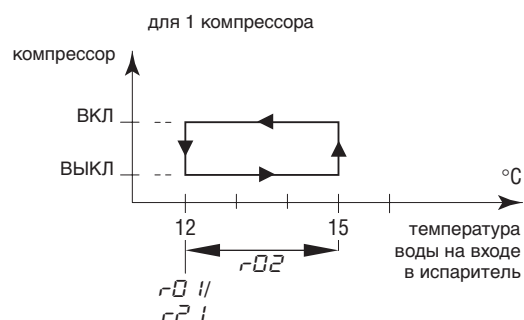 для 1 компрессора
компрессор
ВКЛ
ВЫКЛ
°C
12
15
температура
воды на входе
в испаритель
r02
r01/
r21